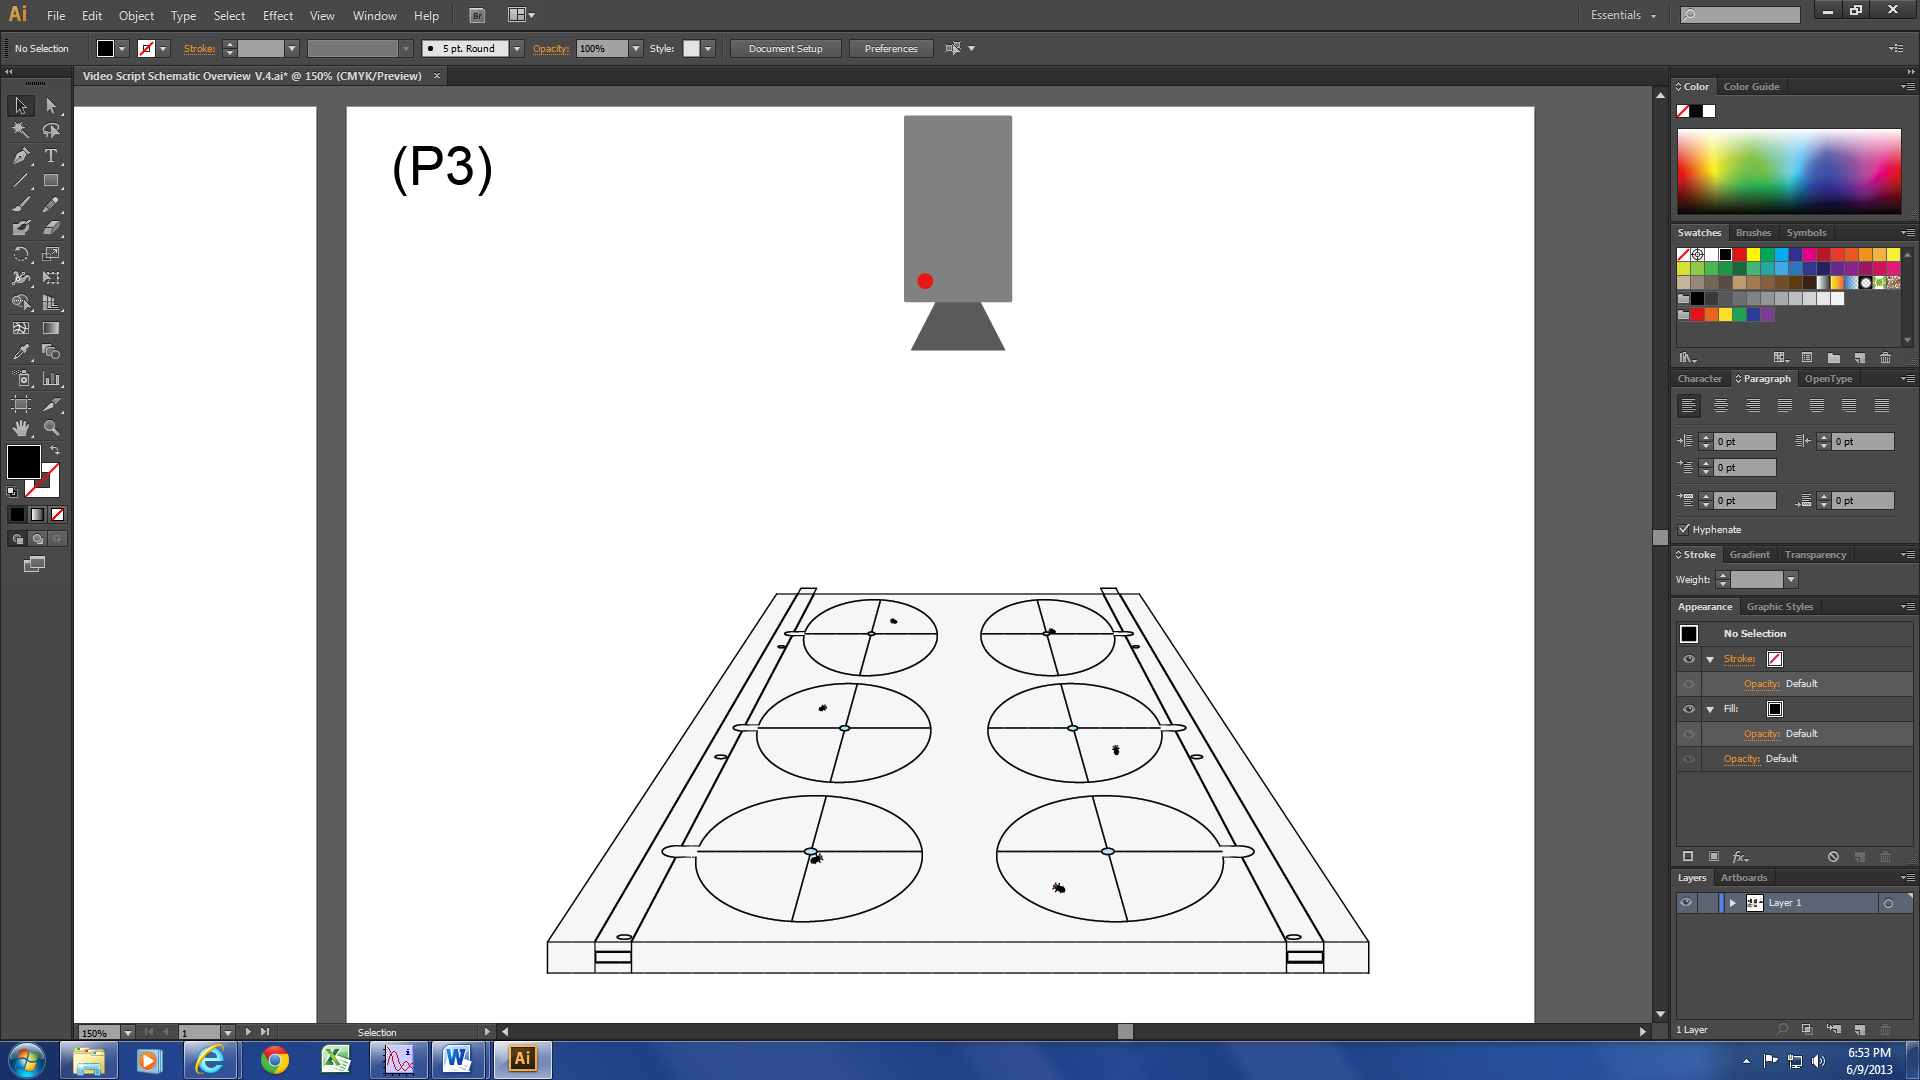 Ai File Edit Object Type Select Effect View Window Help Br Essentials
No Selection Stroke: 5 pt. Round Opacity: 100% Style: Document Setup Preferences
Video Script Schematic Overview V.4.ai* @ 150% (CMYK/Preview)
(P3)
Color Color Guide
Swatches Brushes Symbols
Character Paragraph OpenType
0 pt 0 pt
0 pt
0 pt 0 pt
Hyphenate
Stroke Gradient Transparency
Weight:
Appearance Graphic Styles
No Selection
Stroke:
Opacity: Default
Fill:
Opacity: Default
Opacity: Default
fx
Layers Artboards
Layer 1
1 Layer
150% 1 Selection
Ai
6:53 PM
6/9/2013